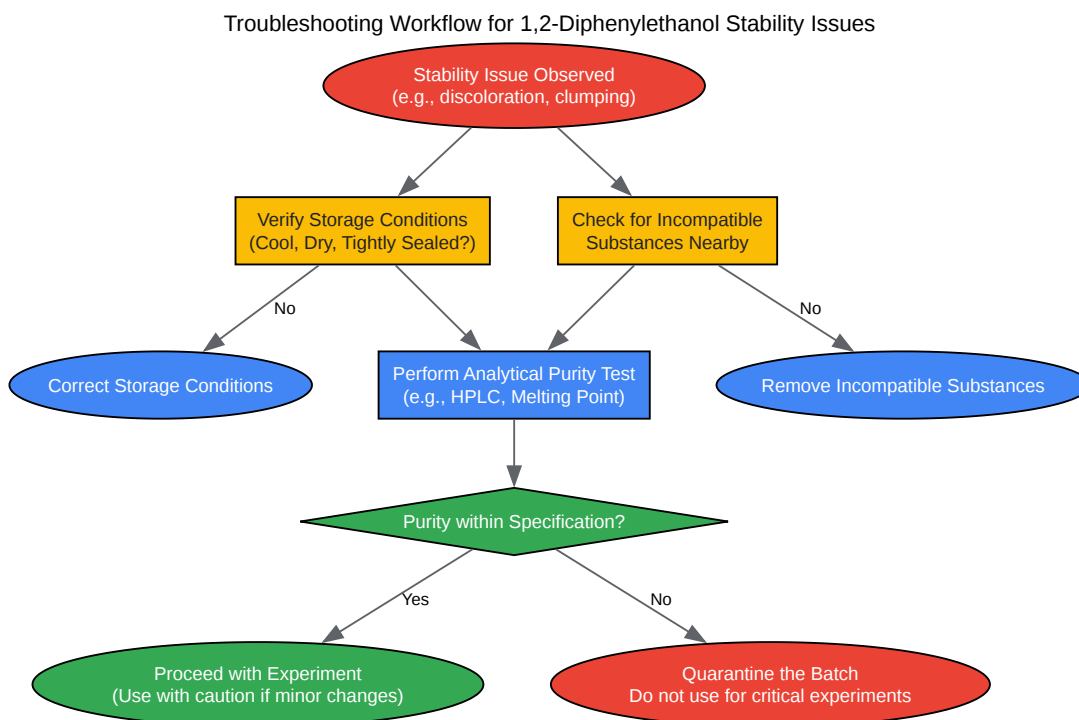 Troubleshooting Workflow for 1,2-Diphenylethanol Stability Issues
Stability Issue Observed
(e.g., discoloration, clumping)
Verify Storage Conditions
(Cool, Dry, Tightly Sealed?)
Check for Incompatible
Substances Nearby
No
No
Correct Storage Conditions
Perform Analytical Purity Test
(e.g., HPLC, Melting Point)
Remove Incompatible Substances
Purity within Specification?
Yes
No
Proceed with Experiment
(Use with caution if minor changes)
Quarantine the Batch
Do not use for critical experiments